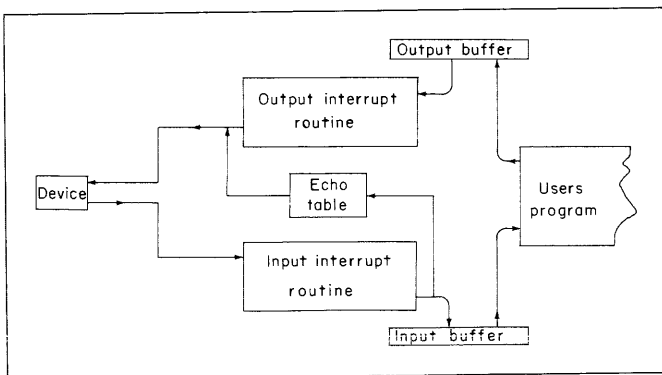 Output buffer
Output interrupt
routine
Device
Echo
table
Users
program
Input interrupt
routine
Input buffer